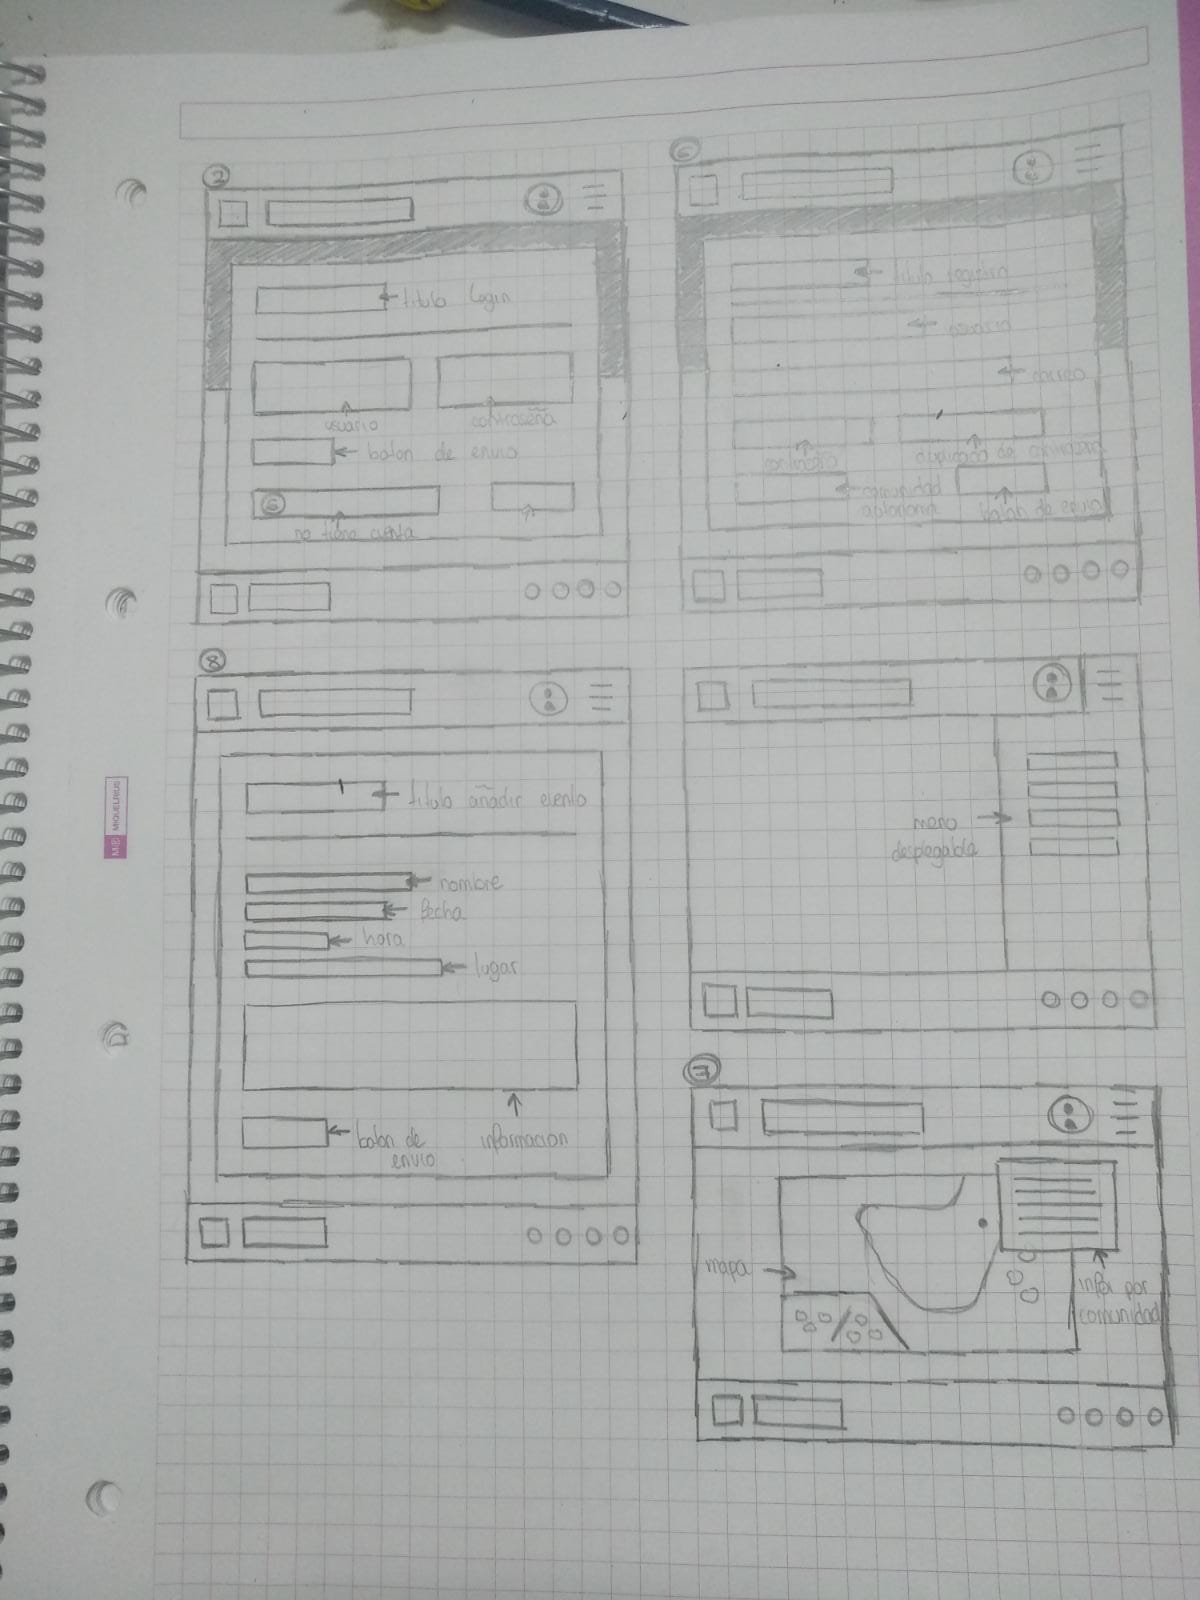 2
titulo login
usuario
contraseña
boton de envio
6
no tiene cuenta
6
titulo registro
usuario
correo
contraseña
duplicado de contraseña
comunidad
autonoma
boton de envio
8
titulo añadir evento
nombre
fecha
hora
lugar
informacion
boton de
envio
menu
desplegable
mapa
infor por
comunidad
M|R MIQUELRIUS